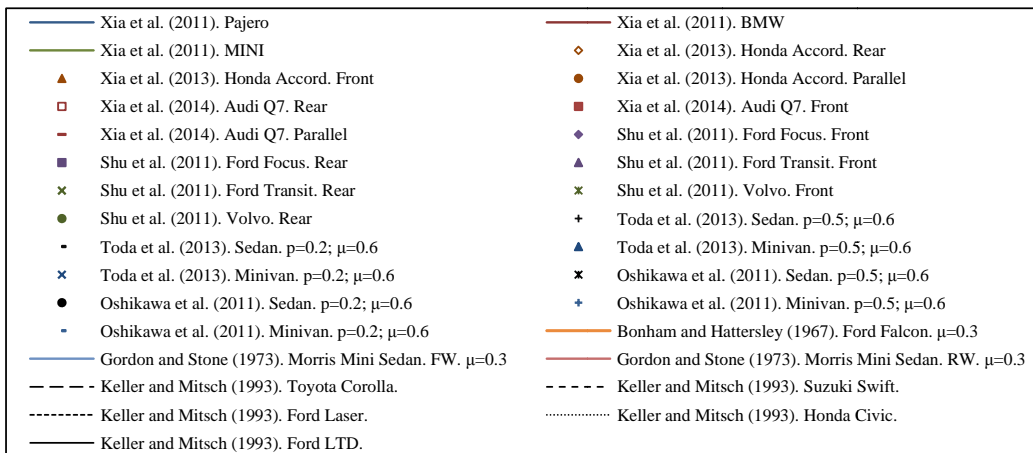 Xia et al. (2011). Pajero Xia et al. (2011). BMW
Xia et al. (2011). MINI Xia et al. (2013). Honda Accord. Rear
Xia et al. (2013). Honda Accord. Front Xia et al. (2013). Honda Accord. Parallel
Xia et al. (2014). Audi Q7. Rear Xia et al. (2014). Audi Q7. Front
Xia et al. (2014). Audi Q7. Parallel Shu et al. (2011). Ford Focus. Front
Shu et al. (2011). Ford Focus. Rear Shu et al. (2011). Ford Transit. Front
Shu et al. (2011). Ford Transit. Rear Shu et al. (2011). Volvo. Front
Shu et al. (2011). Volvo. Rear Toda et al. (2013). Sedan. p=0.5; μ=0.6
Toda et al. (2013). Sedan. p=0.2; μ=0.6 Toda et al. (2013). Minivan. p=0.5; μ=0.6
Toda et al. (2013). Minivan. p=0.2; μ=0.6 Oshikawa et al. (2011). Sedan. p=0.5; μ=0.6
Oshikawa et al. (2011). Sedan. p=0.2; μ=0.6 Oshikawa et al. (2011). Minivan. p=0.5; μ=0.6
Oshikawa et al. (2011). Minivan. p=0.2; μ=0.6 Bonham and Hattersley (1967). Ford Falcon. μ=0.3
Gordon and Stone (1973). Morris Mini Sedan. FW. μ=0.3 Gordon and Stone (1973). Morris Mini Sedan. RW. μ=0.3
Keller and Mitsch (1993). Toyota Corolla. Keller and Mitsch (1993). Suzuki Swift.
Keller and Mitsch (1993). Ford Laser. Keller and Mitsch (1993). Honda Civic.
Keller and Mitsch (1993). Ford LTD.